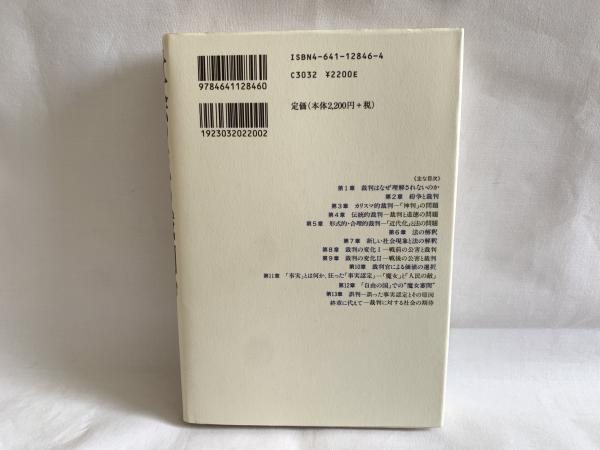 ISBN4-641-12846-4
C3032 ¥2200E
定価(本体2,200円+税)
9784641128460
1923032022002
《主な目次》
第1章 裁判はなぜ理解されないのか
第2章 紛争と裁判
第3章 カリスマ的裁判―「神判」の問題
第4章 伝統的裁判―裁判と道徳の問題
第5章 形式的・合理的裁判―「近代化」と法の問題
第6章 法の解釈
第7章 新しい社会現象と法の解釈
第8章 裁判の変化Ⅰ―戦前の公害と裁判
第9章 裁判の変化Ⅱ―戦後の公害と裁判
第10章 裁判官による価値の選択
第11章 「事実」とは何か、狂った「事実認定」―「魔女」と「人民の敵」
第12章 「自由の国」での“魔女審問”
第13章 誤判―誤った事実認定とその原因
終章に代えて―裁判に対する社会の期待